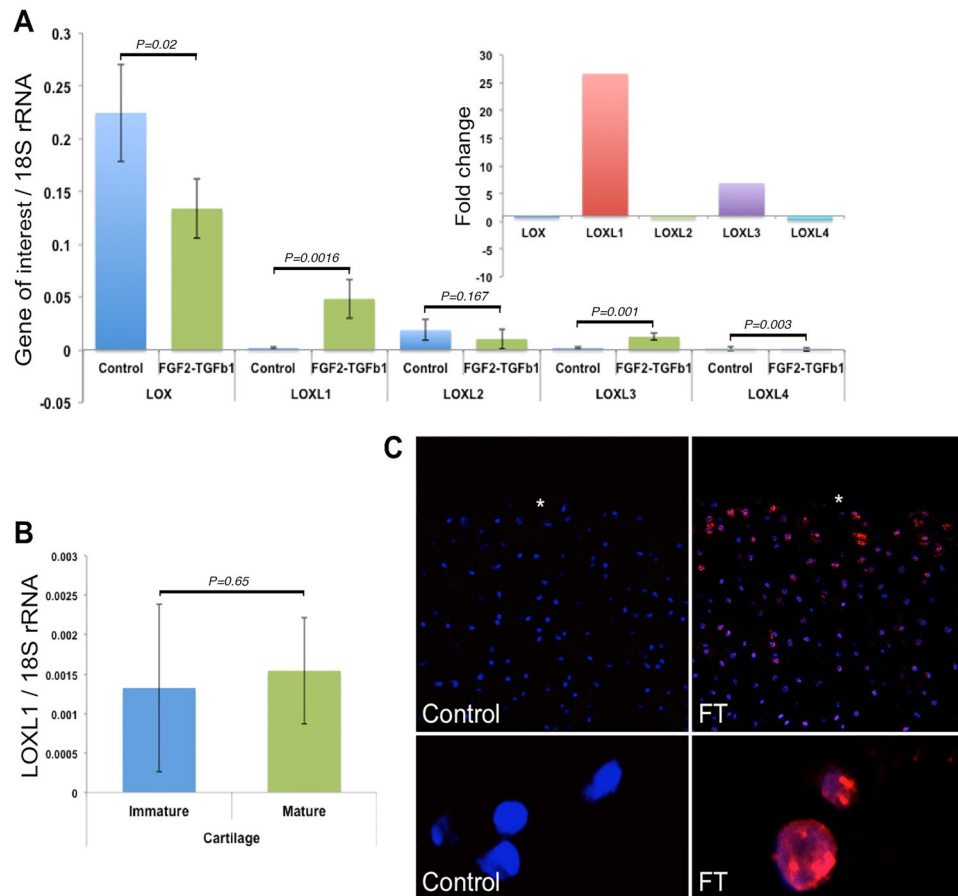 A
Gene of interest / 18S rRNA
0.3
0.25
0.2
0.15
0.1
0.05
0
-0.05
P=0.02
P=0.0016
P=0.167
P=0.001
P=0.003
Control FGF2-TGFb1 Control FGF2-TGFb1 Control FGF2-TGFb1 Control FGF2-TGFb1 Control FGF2-TGFb1
LOX LOXL1 LOXL2 LOXL3 LOXL4
Fold change
30
25
20
15
10
5
0
-5
-10
LOX LOXL1 LOXL2 LOXL3 LOXL4
B
LOXL1 / 18S rRNA
0.003
0.0025
0.002
0.0015
0.001
0.0005
0
P=0.65
Immature Mature
Cartilage
C
* *
Control FT
Control FT